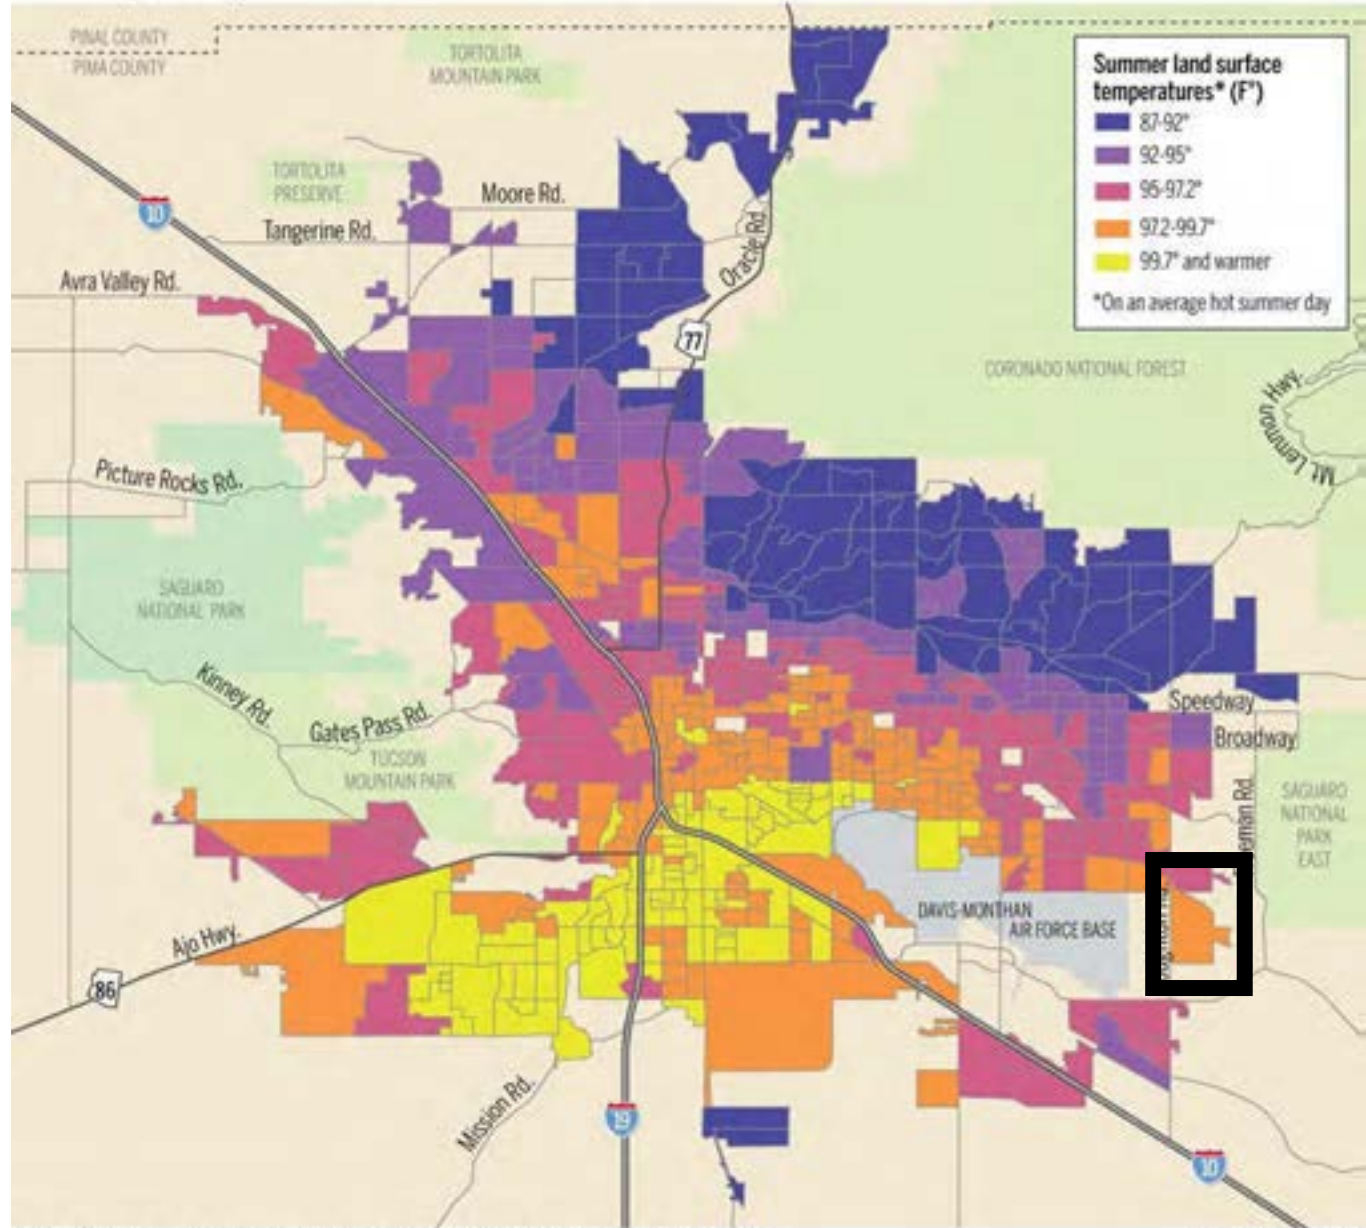 PINAL COUNTY
PIMA COUNTY
TORTOLITA
MOUNTAIN PARK
Summer land surface
temperatures* (F°)
87-92°
92-95°
95-97.2°
97.2-99.7°
99.7° and warmer
*On an average hot summer day
TORTOLITA
PRESERVE
Moore Rd.
10
Tangerine Rd.
Oracle Rd.
Avra Valley Rd.
77
CORONADO NATIONAL FOREST
Mt. Lemmon Hwy.
Picture Rocks Rd.
SAGUARO
NATIONAL PARK
Kinney Rd.
Gates Pass Rd.
Speedway
Broadway
TUCSON
MOUNTAIN PARK
SAGUARO
NATIONAL
PARK
EAST
eman Rd.
DAVIS-MONTHAN
AIR FORCE BASE
Ajo Hwy.
86
Mission Rd.
19
10